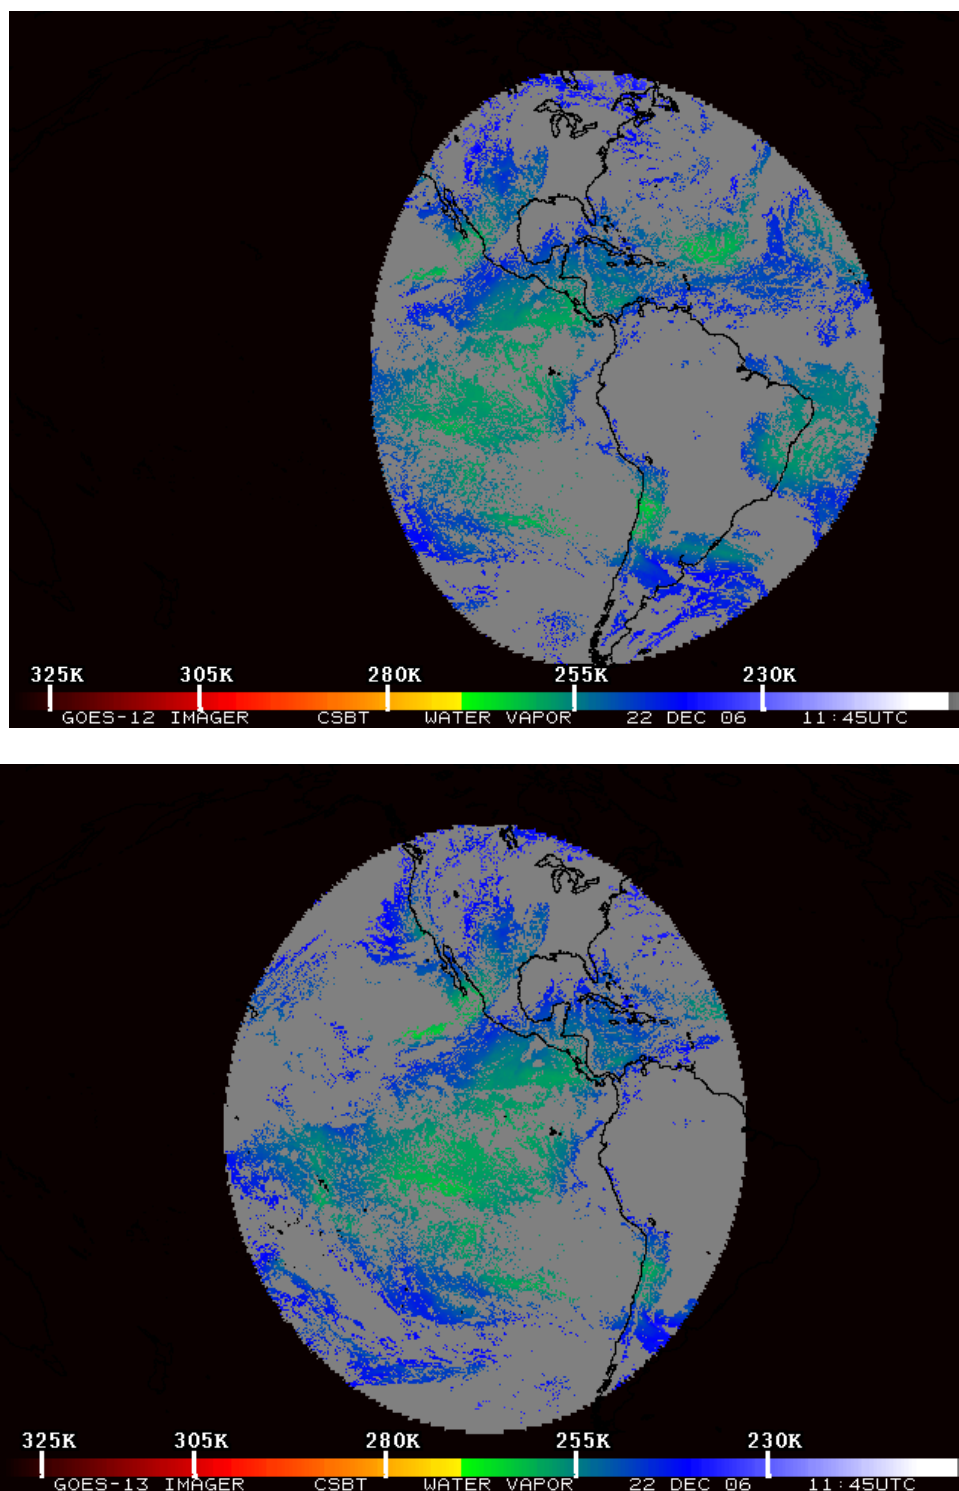 325K 305K 280K 255K 230K
GOES-12 IMAGER CSBT WATER VAPOR 22 DEC 06 11:45UTC
325K 305K 280K 255K 230K
GOES-13 IMAGER CSBT WATER VAPOR 22 DEC 06 11:45UTC